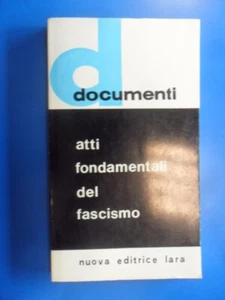 d
documenti
atti
fondamentali
del
fascismo
nuova editrice lara